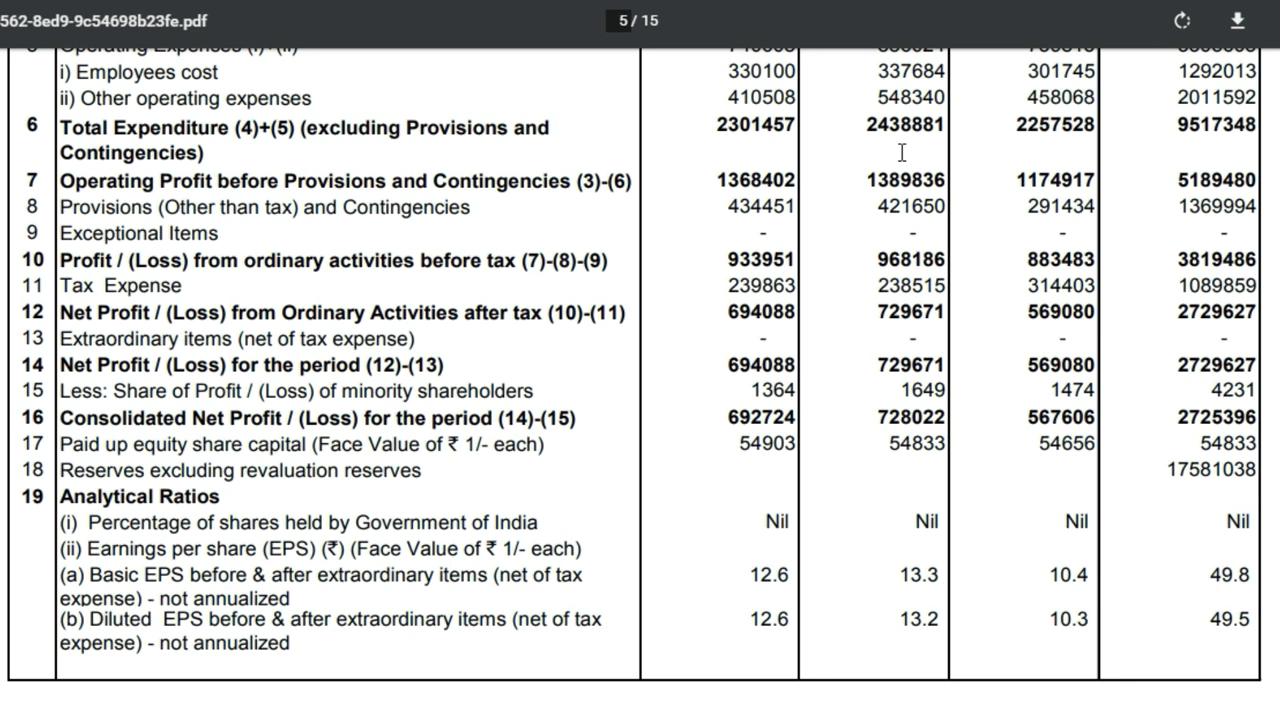 562-8ed9-9c54698b23fe.pdf 5 / 15
i) Employees cost 330100 337684 301745 1292013
ii) Other operating expenses 410508 548340 458068 2011592
6 Total Expenditure (4)+(5) (excluding Provisions and 2301457 2438881 2257528 9517348
Contingencies)
7 Operating Profit before Provisions and Contingencies (3)-(6) 1368402 1389836 1174917 5189480
8 Provisions (Other than tax) and Contingencies 434451 421650 291434 1369994
9 Exceptional Items - - - -
10 Profit / (Loss) from ordinary activities before tax (7)-(8)-(9) 933951 968186 883483 3819486
11 Tax Expense 239863 238515 314403 1089859
12 Net Profit / (Loss) from Ordinary Activities after tax (10)-(11) 694088 729671 569080 2729627
13 Extraordinary items (net of tax expense) - - - -
14 Net Profit / (Loss) for the period (12)-(13) 694088 729671 569080 2729627
15 Less: Share of Profit / (Loss) of minority shareholders 1364 1649 1474 4231
16 Consolidated Net Profit / (Loss) for the period (14)-(15) 692724 728022 567606 2725396
17 Paid up equity share capital (Face Value of ₹ 1/- each) 54903 54833 54656 54833
18 Reserves excluding revaluation reserves 17581038
19 Analytical Ratios
(i) Percentage of shares held by Government of India Nil Nil Nil Nil
(ii) Earnings per share (EPS) (₹) (Face Value of ₹ 1/- each)
(a) Basic EPS before & after extraordinary items (net of tax 12.6 13.3 10.4 49.8
expense) - not annualized
(b) Diluted EPS before & after extraordinary items (net of tax 12.6 13.2 10.3 49.5
expense) - not annualized